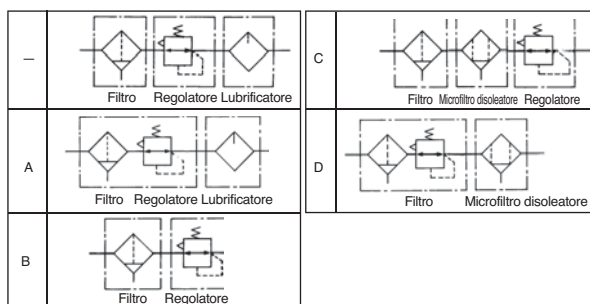 —
Filtro Regolatore Lubrificatore
A
Filtro Regolatore Lubrificatore
B
Filtro Regolatore
C
Filtro Microfiltro disoleatore Regolatore
D
Filtro Microfiltro disoleatore